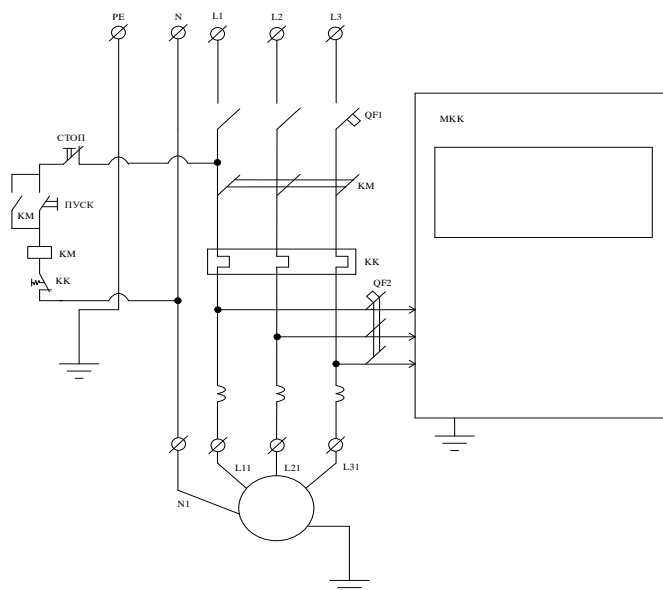 PE N L1 L2 L3
QF1
МКК
СТОП
КМ
КМ ПУСК
КМ
КК
КК
QF2
L11 L21 L31
N1